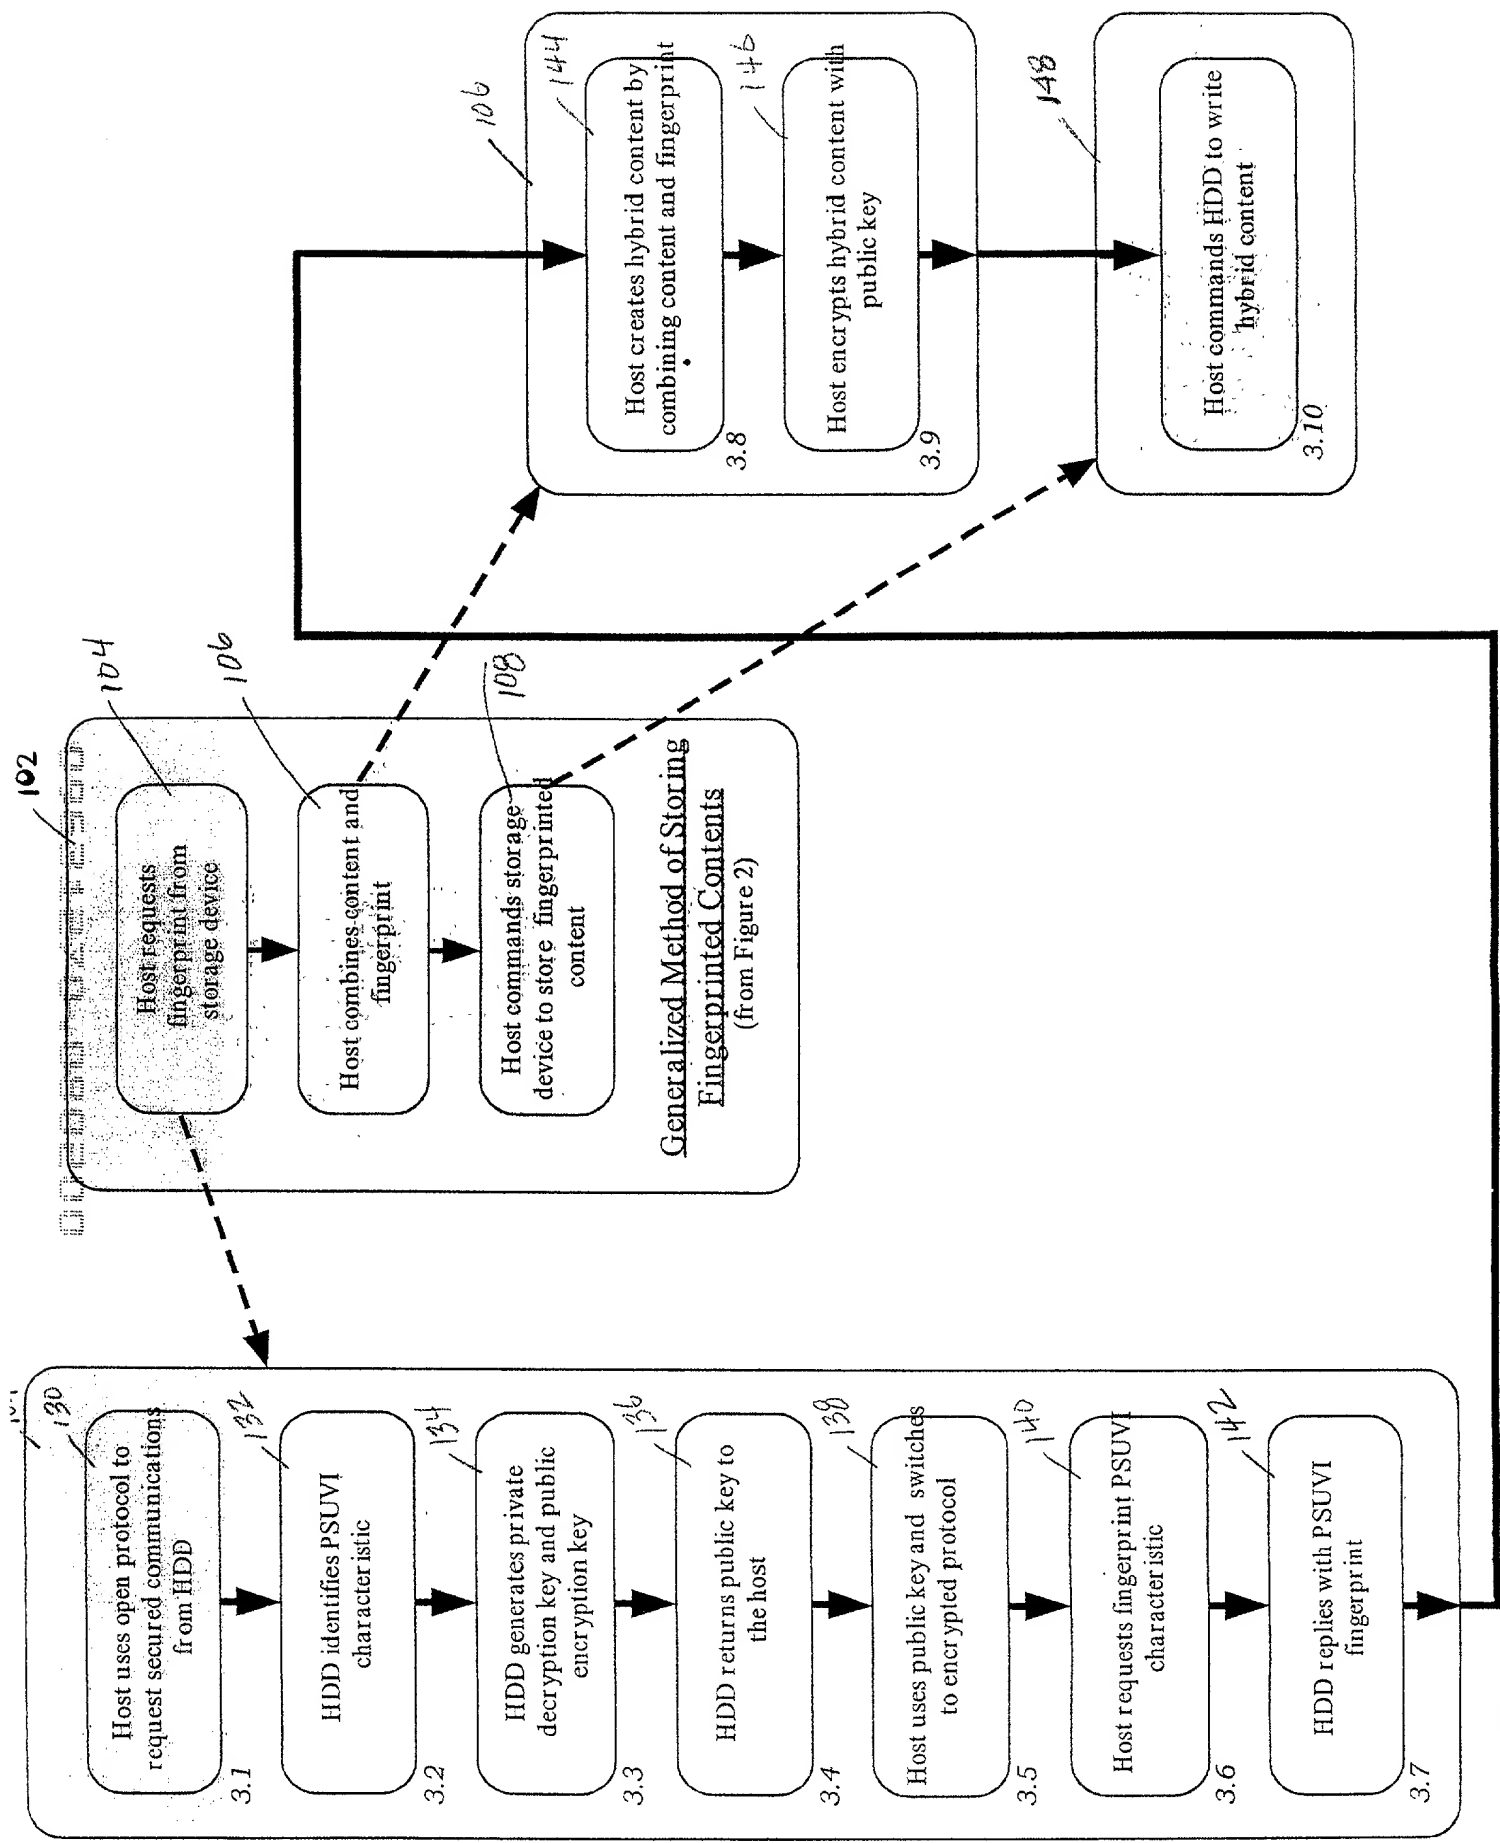 130
Host uses open protocol to
request secured communications
from HDD
3.1
132
HDD identifies PSUVI
characteristic
3.2
134
HDD generates private
decryption key and public
encryption key
3.3
136
HDD returns public key to
the host
3.4
138
Host uses public key and switches
to encrypted protocol
3.5
140
Host requests fingerprint PSUVI
characteristic
3.6
142
HDD replies with PSUVI
fingerprint
3.7
102
104
Host requests
fingerprint from
storage device
106
Host combines content and
fingerprint
108
Host commands storage
device to store fingerprinted
content
Generalized Method of Storing
Fingerprinted Contents
(from Figure 2)
106
144
Host creates hybrid content by
combining content and fingerprint
3.8
146
Host encrypts hybrid content with
public key
3.9
148
Host commands HDD to write
hybrid content
3.10